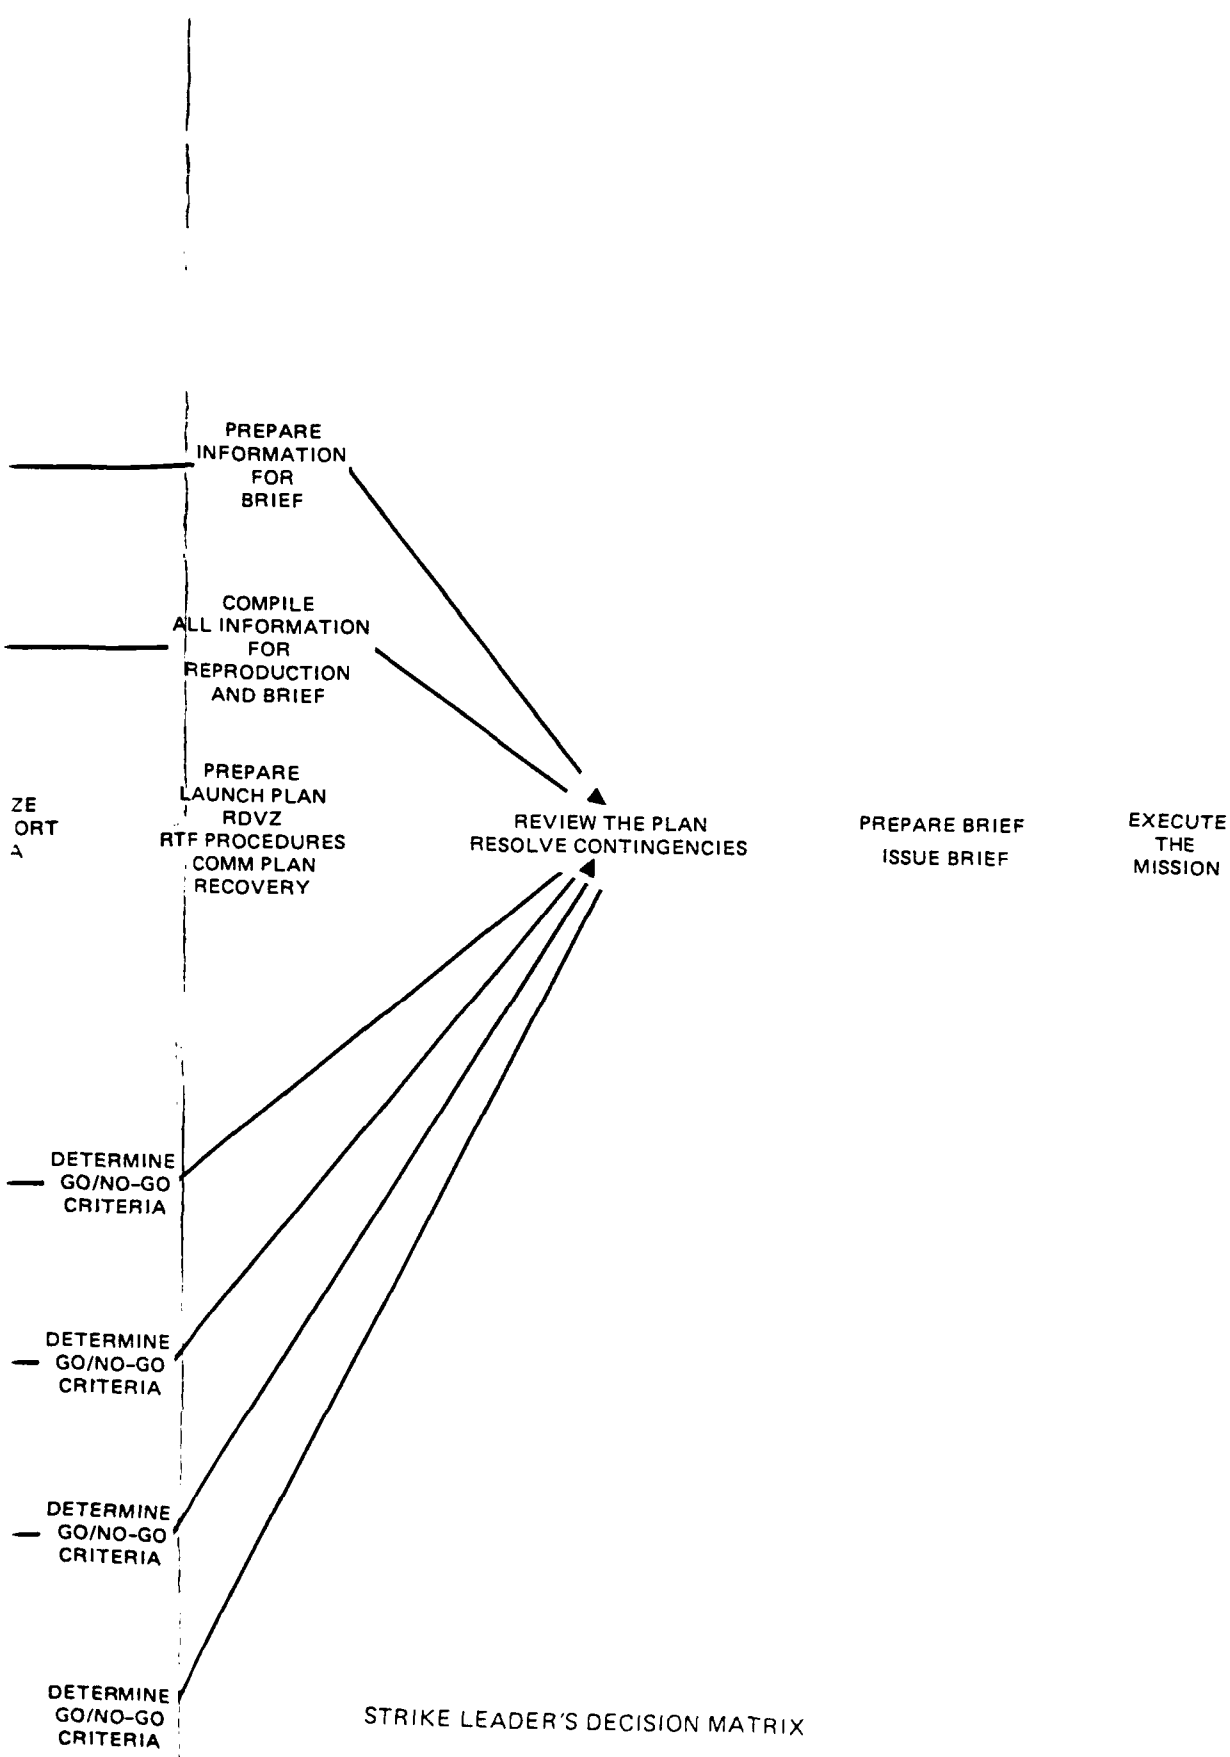 PREPARE
INFORMATION
FOR
BRIEF
COMPILE
ALL INFORMATION
FOR
REPRODUCTION
AND BRIEF
ZE
ORT
A
PREPARE
LAUNCH PLAN
RDVZ
RTF PROCEDURES
COMM PLAN
RECOVERY
REVIEW THE PLAN
RESOLVE CONTINGENCIES
PREPARE BRIEF
ISSUE BRIEF
EXECUTE
THE
MISSION
DETERMINE
GO/NO-GO
CRITERIA
DETERMINE
GO/NO-GO
CRITERIA
DETERMINE
GO/NO-GO
CRITERIA
DETERMINE
GO/NO-GO
CRITERIA
STRIKE LEADER'S DECISION MATRIX